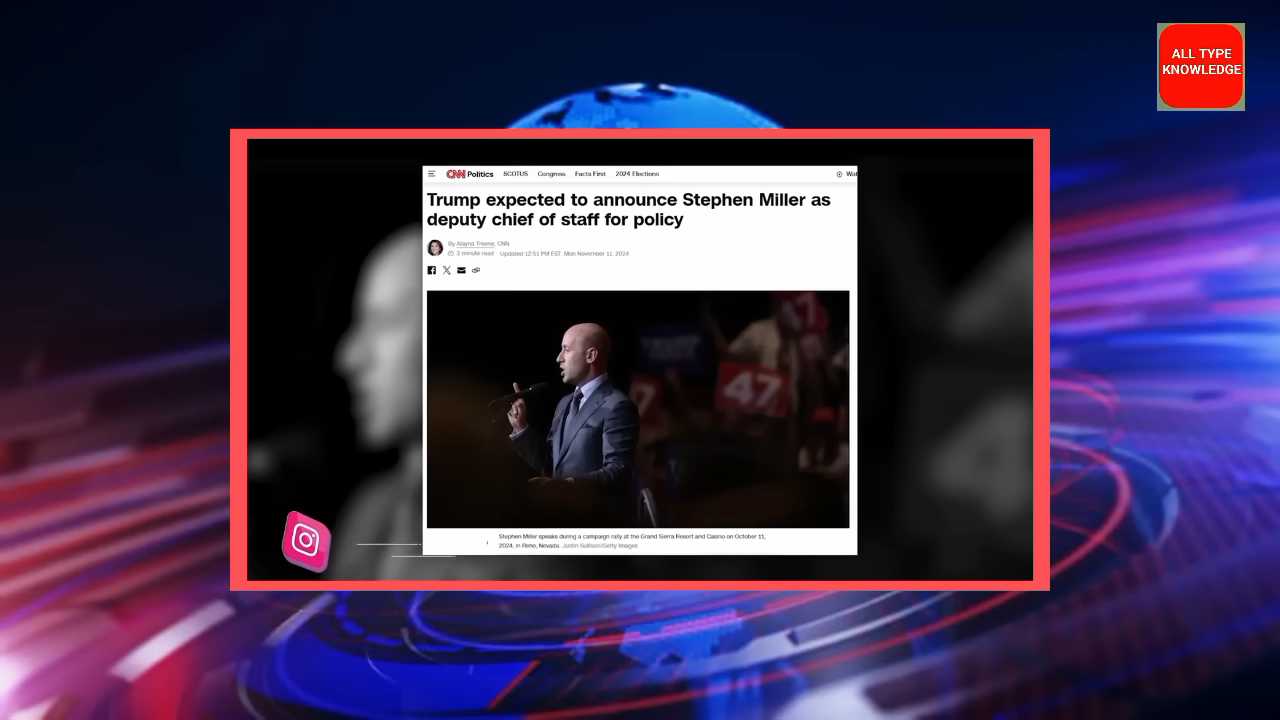 ALL TYPE
KNOWLEDGE
CNN Politics SCOTUS Congress Facts First 2024 Elections Wat
Trump expected to announce Stephen Miller as
deputy chief of staff for policy
By Alayna Treene, CNN
3 minute read Updated 12:51 PM EST, Mon November 11, 2024
47
47
7
Stephen Miller speaks during a campaign rally at the Grand Sierra Resort and Casino on October 11,
2024, in Reno, Nevada. Justin Sullivan/Getty Images